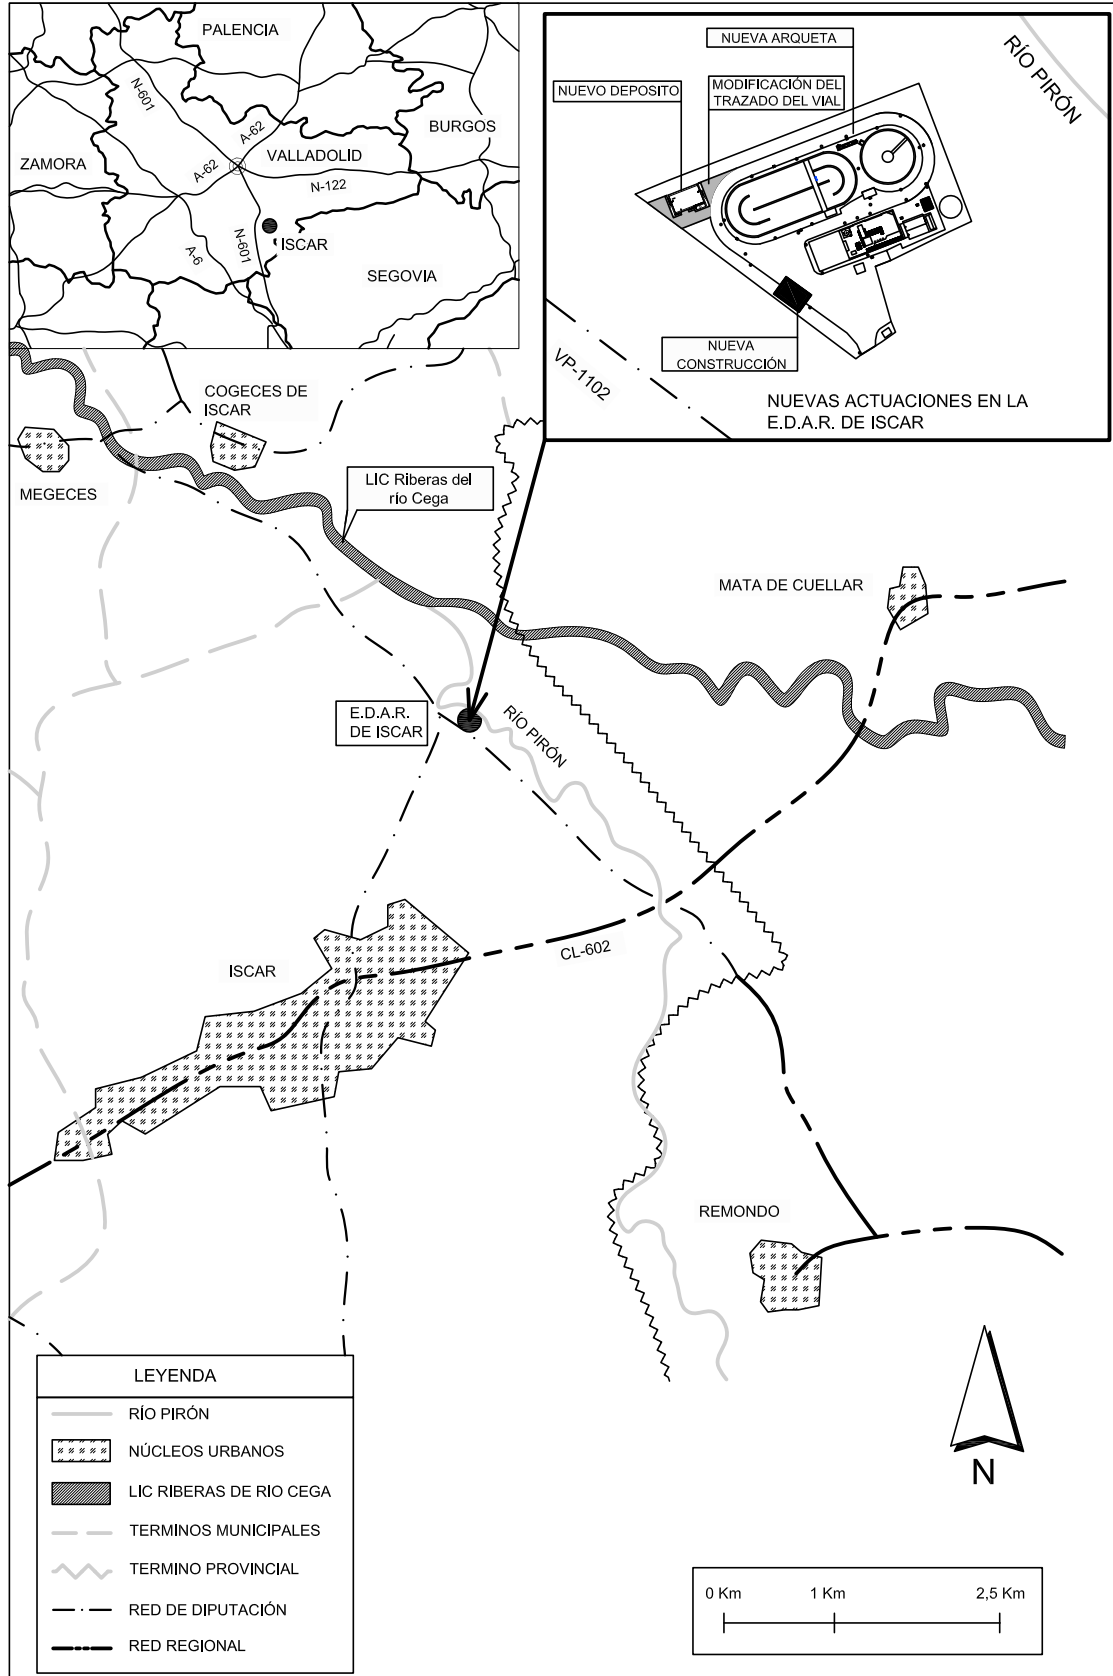 PALENCIA
N-601
A-62
BURGOS
ZAMORA
A-62
VALLADOLID
N-122
ISCAR
A-6
N-601
SEGOVIA
NUEVA ARQUETA
RÍO PIRÓN
NUEVO DEPOSITO
MODIFICACIÓN DEL
TRAZADO DEL VIAL
NUEVA
CONSTRUCCIÓN
VP-1102
NUEVAS ACTUACIONES EN LA
E.D.A.R. DE ISCAR
COGECES DE
ISCAR
MEGECES
LIC Riberas del
río Cega
MATA DE CUELLAR
E.D.A.R.
DE ISCAR
RÍO PIRÓN
ISCAR
CL-602
REMONDO
LEYENDA
RÍO PIRÓN
NÚCLEOS URBANOS
LIC RIBERAS DE RIO CEGA
TERMINOS MUNICIPALES
TERMINO PROVINCIAL
RED DE DIPUTACIÓN
RED REGIONAL
N
0 Km
1 Km
2,5 Km